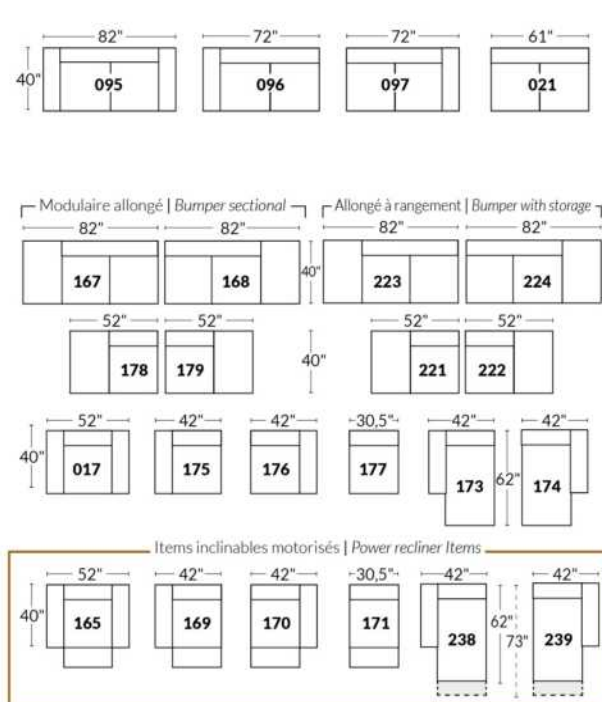 82" 72" 72" 61"
40" 095 096 097 021
Modulaire allongé | Bumper sectional Allongé à rangement | Bumper with storage
82" 82" 82" 82"
167 168 40" 223 224
52" 52" 52" 52"
178 179 40" 221 222
52" 42" 42" 30,5" 42" 42"
40" 017 175 176 177 173 62" 174
Items inclinables motorisés | Power recliner Items
52" 42" 42" 30,5" 42" 42"
40" 165 169 170 171 238 62" 73" 239